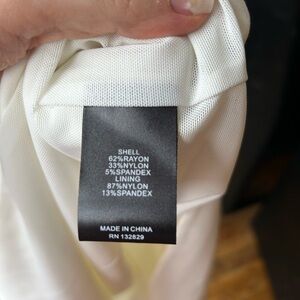 SHELL
62%RAYON
33%NYLON
5%SPANDEX
LINING
87%NYLON
13%SPANDEX
MADE IN CHINA
RN 132829